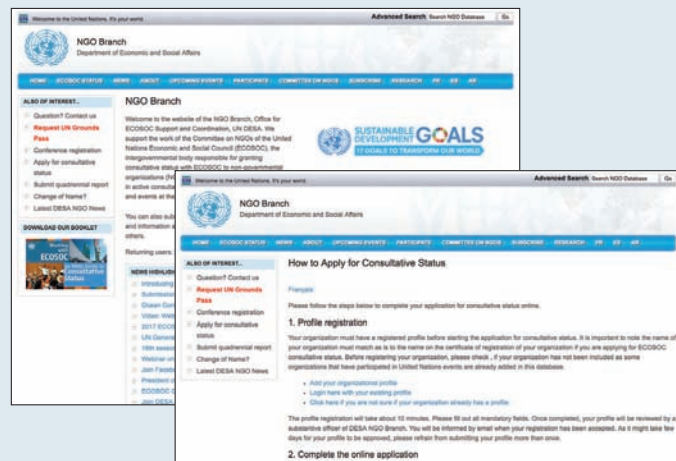 Welcome to the United Nations. It's your world.
Advanced Search Search NGO Database Go
NGO Branch
Department of Economic and Social Affairs
HOME ECOSOC STATUS NEWS ABOUT UPCOMING EVENTS PARTICIPATE COMMITTEE ON NGOS SUBSCRIBE RESEARCH FR ES AR
ALSO OF INTEREST...
Question? Contact us
Request UN Grounds
Pass
Conference registration
Apply for consultative
status
Submit quadrennial report
Change of Name?
Latest DESA NGO News
DOWNLOAD OUR BOOKLET
Working
with
ECOSOC
Consultative
Status
NGO Branch
Welcome to the website of the NGO Branch, Office for
ECOSOC Support and Coordination, UN DESA. We
support the work of the Committee on NGOs of the United
Nations Economic and Social Council (ECOSOC), the
intergovernmental body responsible for granting
consultative status with ECOSOC to non-governmental
organizations
in active
and events at the
You can also
and information
others.
Returning users:
SUSTAINABLE
DEVELOPMENT GOALS
17 GOALS TO TRANSFORM OUR WORLD
NEWS
Introducing
Submission
Ocean
Video:
2017
UN
16th session
Webinar on
Join
President of
ECOSOC
Join DESA
Welcome to the United Nations. It's your world.
Advanced Search Search NGO Database Go
NGO Branch
Department of Economic and Social Affairs
HOME ECOSOC STATUS NEWS ABOUT UPCOMING EVENTS PARTICIPATE COMMITTEE ON NGOS SUBSCRIBE RESEARCH FR ES AR
ALSO OF INTEREST...
Question? Contact us
Request UN Grounds
Pass
Conference registration
Apply for consultative
status
Submit quadrennial report
Change of Name?
Latest DESA NGO News
How to Apply for Consultative Status
Français
Please follow the steps below to complete your application for consultative status online.
1. Profile registration
Your organization must have a registered profile before starting the application for consultative status. It is important to note the name of
your organization must match as is to the name on the certificate of registration of your organization if you are applying for ECOSOC
consultative status. Before registering your organization, please check , if your organization has not been included as some
organizations that have participated in United Nations events are already added in this database.
Add your organizational profile
Login here with your existing profile
Click here if you are not sure if your organization already has a profile
The profile registration will take about 10 minutes. Please fill out all mandatory fields. Once completed, your profile will be reviewed by a
substantive officer of DESA NGO Branch. You will be informed by email when your registration has been accepted. As it might take few
days for your profile to be approved, please refrain from submitting your profile more than once.
2. Complete the online application